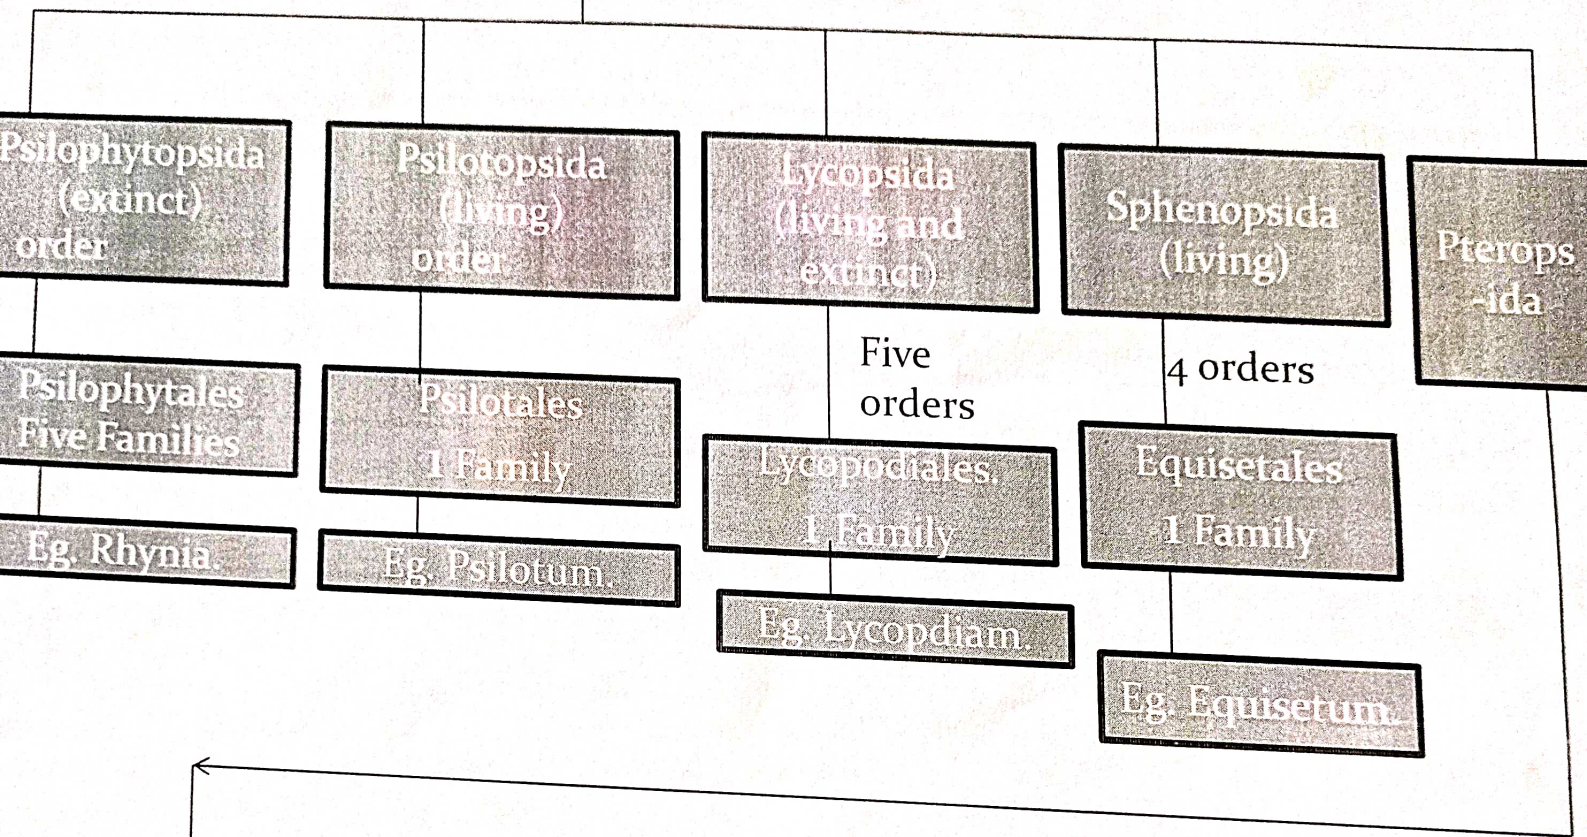 Psilophytopsida
(extinct)
order
Psilotopsida
(living)
order
Lycopsida
(living and
extinct)
Sphenopsida
(living)
Pterops
-ida
Five
orders
4 orders
Psilophytales
Five Families
Psilotales
1 Family
Lycopodiales.
1 Family
Equisetales
1 Family
Eg. Rhynia.
Eg. Psilotum.
Eg. Lycopdiam.
Eg. Equisetum.